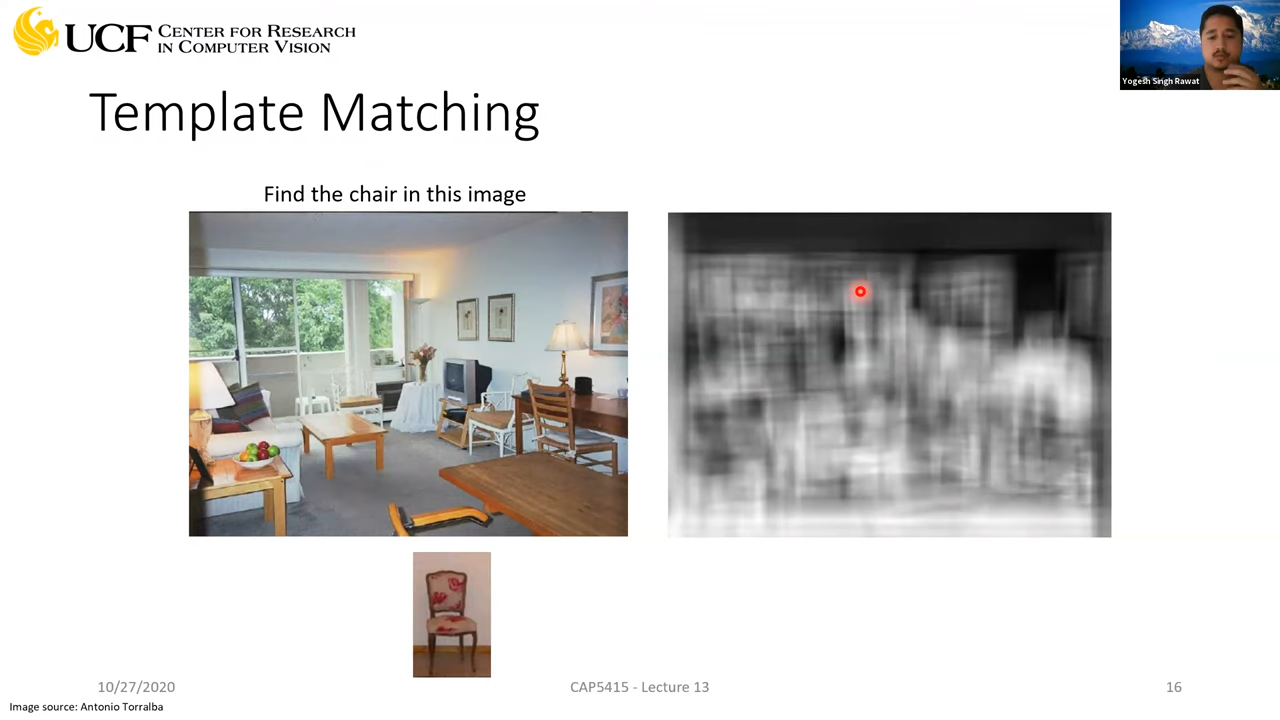 UCF CENTER FOR RESEARCH
IN COMPUTER VISION
Yogesh Singh Rawat
Template Matching
Find the chair in this image
10/27/2020
CAP5415 - Lecture 13
16
Image source: Antonio Torralba